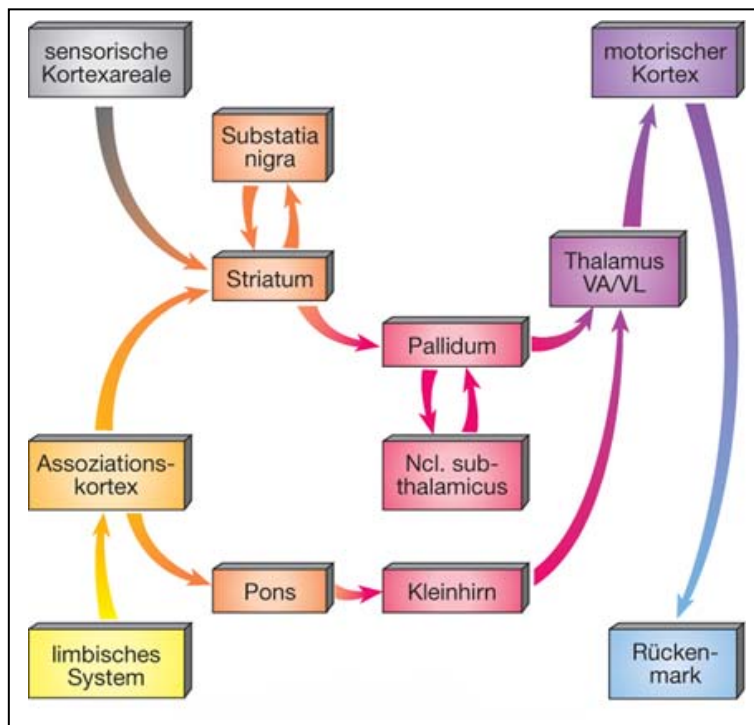 sensorische
Kortexareale
motorischer
Kortex
Substatia
nigra
Striatum
Thalamus
VA/VL
Pallidum
Assoziations-
kortex
Ncl. sub-
thalamicus
Pons
Kleinhirn
limbisches
System
Rücken-
mark